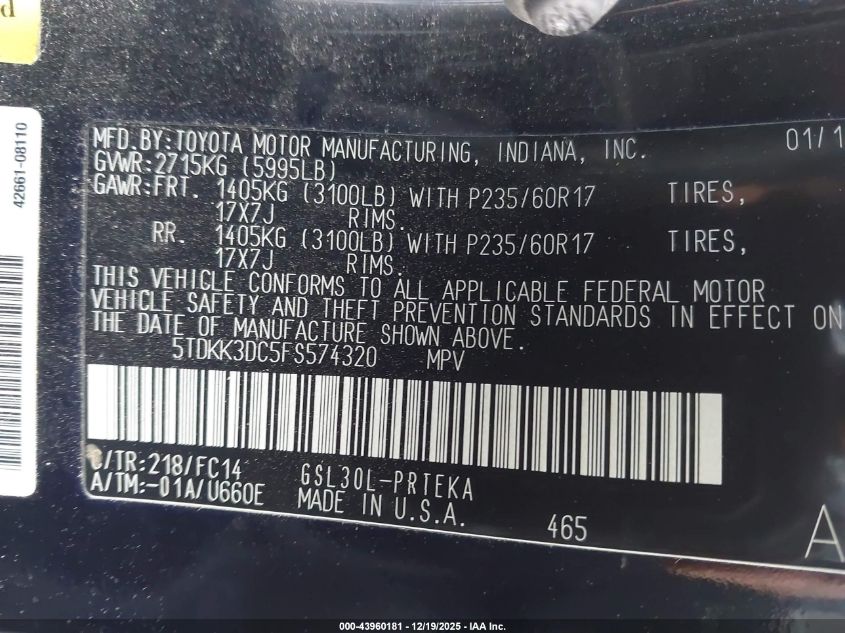 d
42661-08110
MFD.BY:TOYOTA MOTOR MANUFACTURING, INDIANA, INC. 01/1
GVWR:2715KG (5995LB)
GAWR:FRT. 1405KG (3100LB) WITH P235/60R17 TIRES,
17X7J RIMS.
RR. 1405KG (3100LB) WITH P235/60R17 TIRES,
17X7J RIMS.
THIS VEHICLE CONFORMS TO ALL APPLICABLE FEDERAL MOTOR
VEHICLE SAFETY AND THEFT PREVENTION STANDARDS IN EFFECT ON
THE DATE OF MANUFACTURE SHOWN ABOVE.
5TDKK3DC5FS574320 MPV
C/TR:218/FC14 GSL30L-PRTEKA
A/TM:-01A/U660E MADE IN U.S.A.
465 A
000-43960181 - 12/19/2025 - IAA Inc.